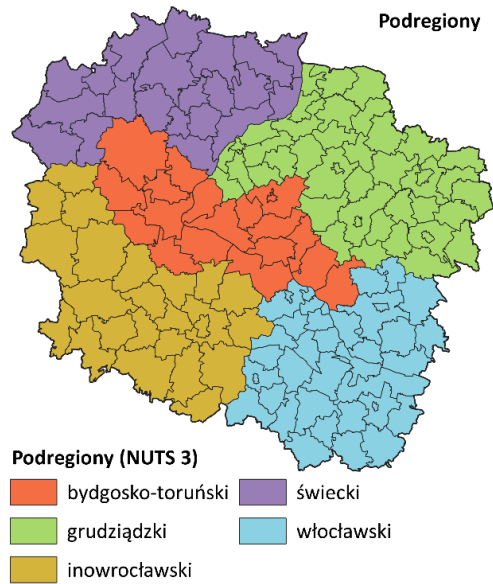 Podregiony
Podregiony (NUTS 3)
bydgosko-toruński
świecki
grudziądzki
włocławski
inowrocławski